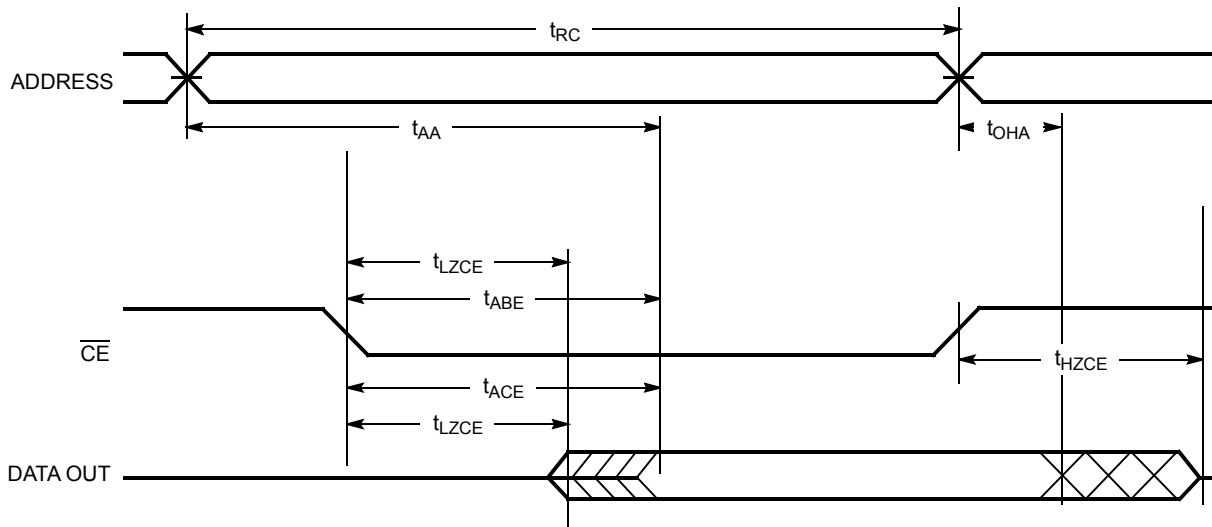 tRC
ADDRESS
tAA
tOHA
tLZCE
tABE
CE
tHZCE
tACE
tLZCE
DATA OUT